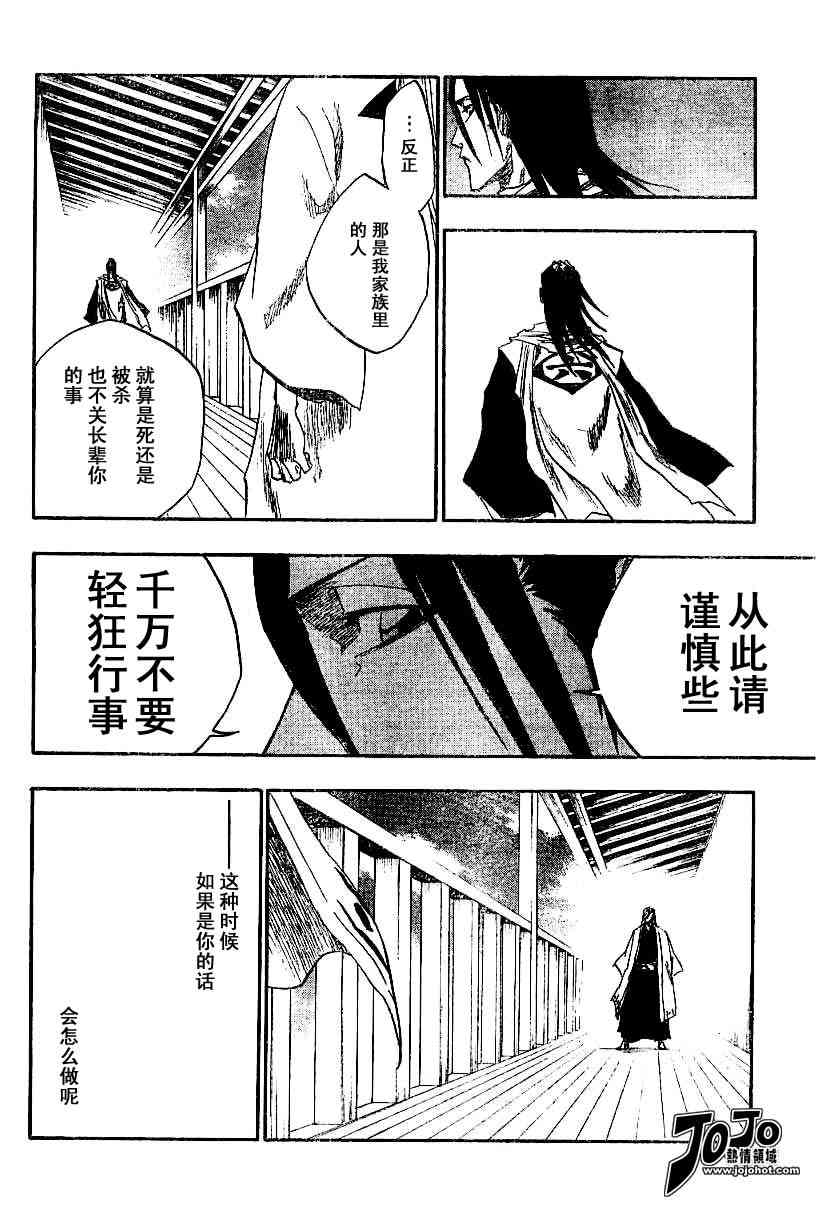 …反正
那是我家族里
的人
就算是死还是
被杀
也不关长辈你
的事
从此请
谨慎些
千万不要
轻狂行事
——这种时候
如果是你的话
会怎么做呢
六
JOJO
熱情領域
www.jojohot.com